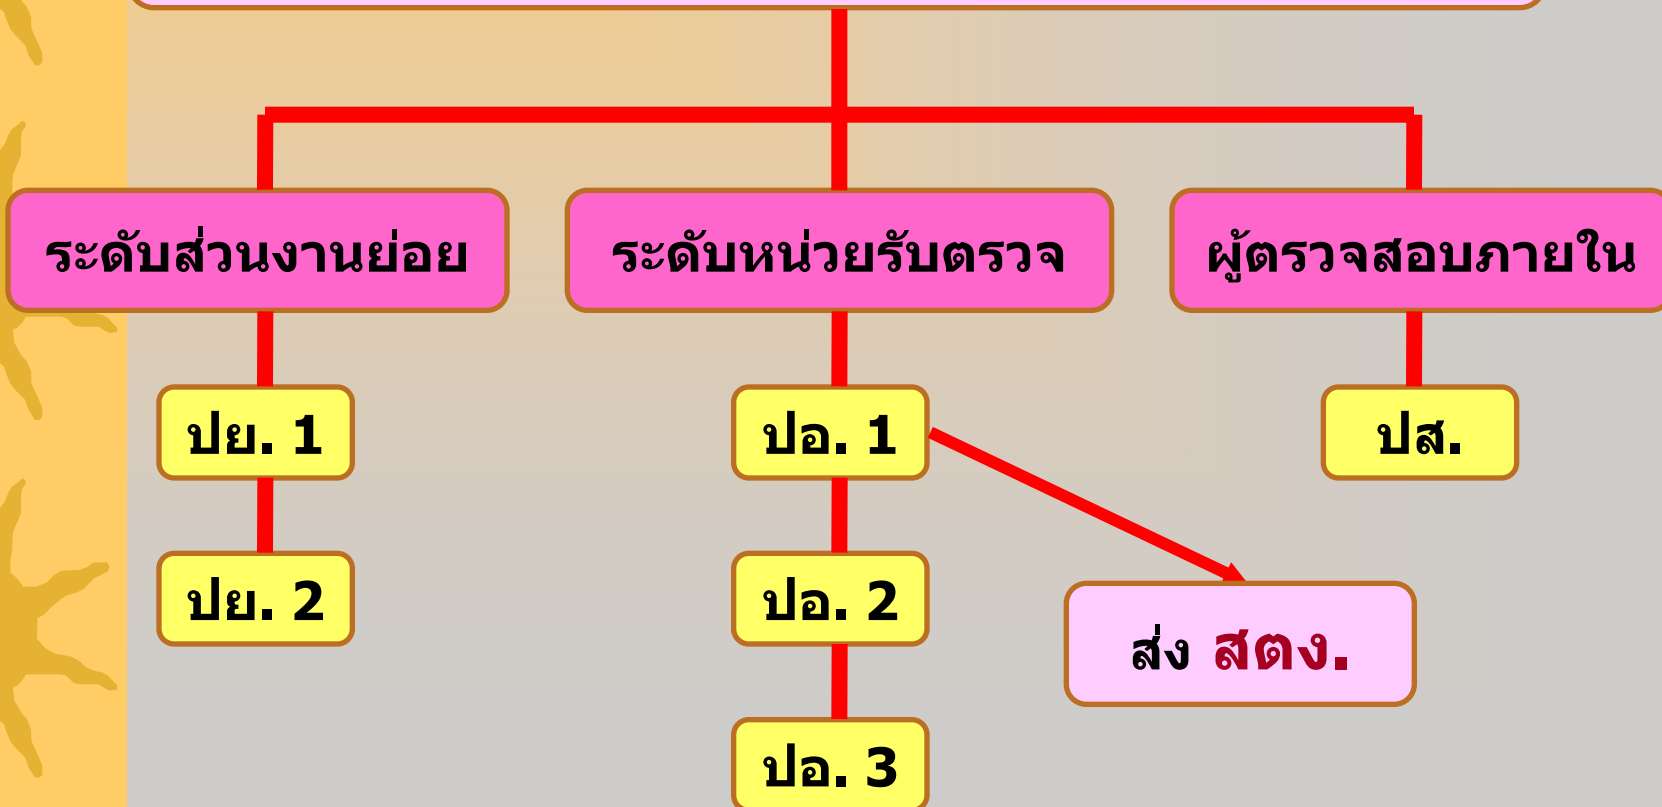 ระดับส่วนงานย่อย
ระดับหน่วยรับตรวจ
ผู้ตรวจสอบภายใน
ปย. 1
ปอ. 1
ปส.
ปย. 2
ปอ. 2
ส่ง สตง.
ปอ. 3